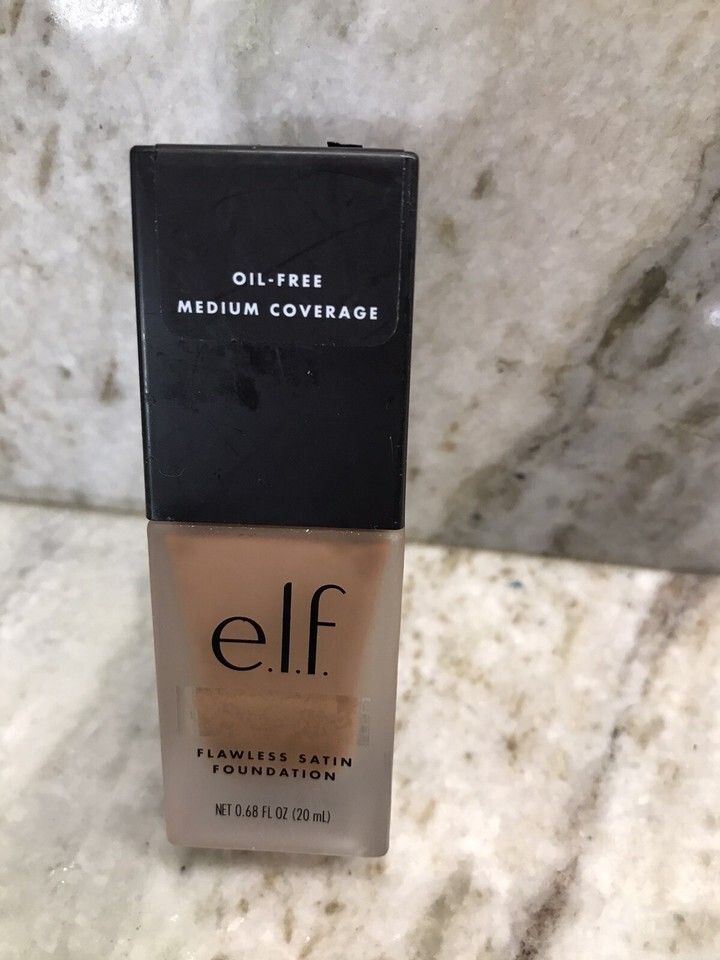 OIL-FREE
MEDIUM COVERAGE
e.l.f.
FLAWLESS SATIN
FOUNDATION
NET 0.68 FL OZ (20 mL)